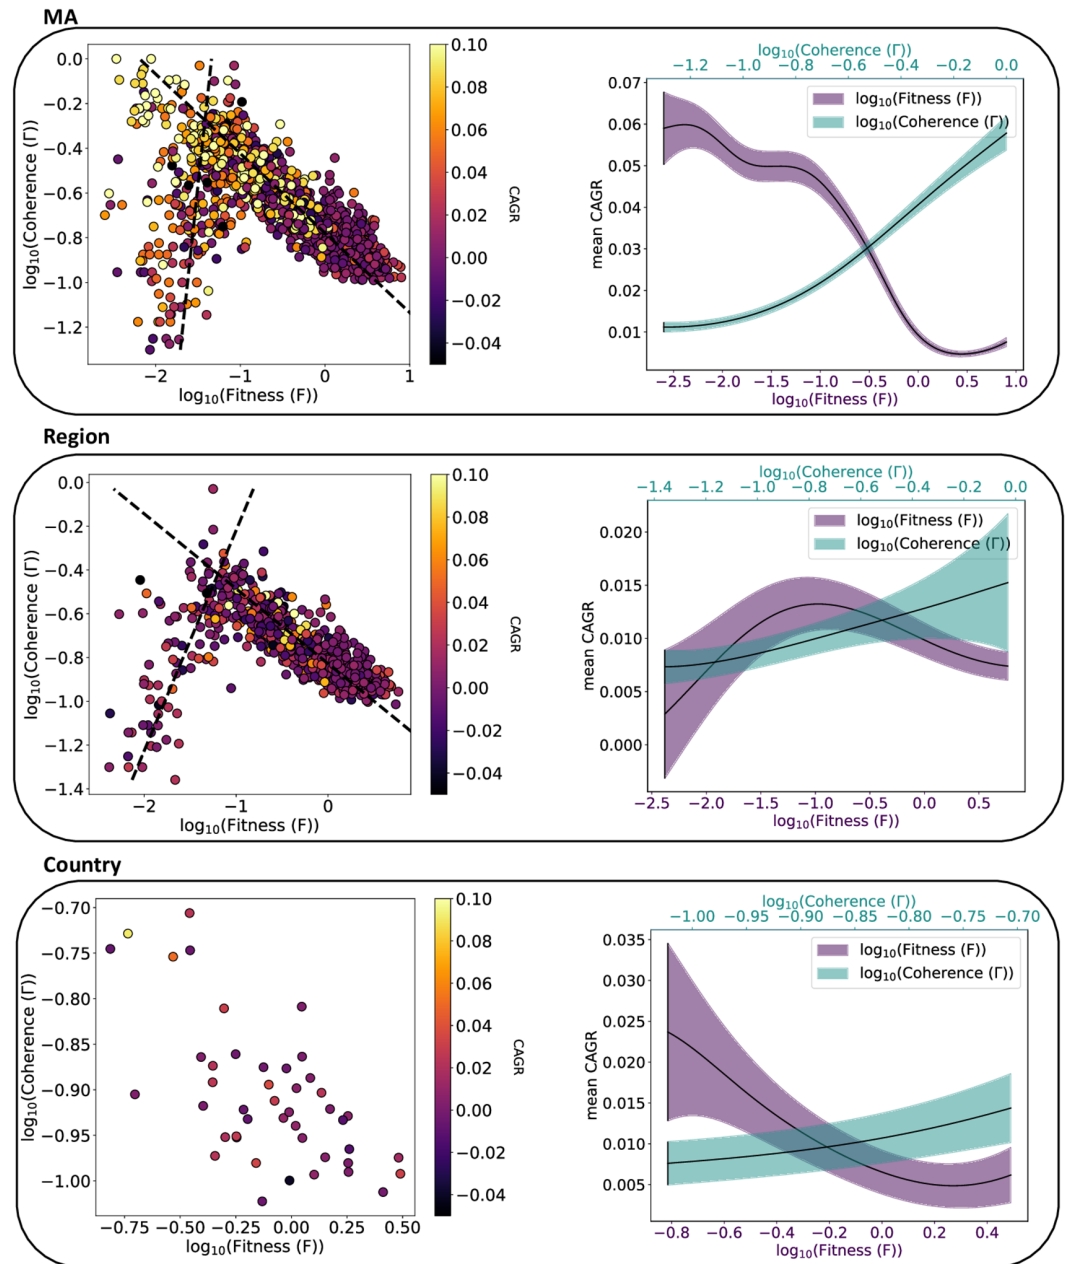 MA
0.0
−0.2
−0.4
−0.6
−0.8
−1.0
−1.2
log₁₀(Coherence (Γ))
−2
−1
0
1
log₁₀(Fitness (F))
0.10
0.08
0.06
0.04
0.02
0.00
−0.02
−0.04
CAGR
log₁₀(Coherence (Γ))
−1.2 −1.0 −0.8 −0.6 −0.4 −0.2 0.0
0.07
0.06
0.05
0.04
0.03
0.02
0.01
mean CAGR
log₁₀(Fitness (F))
log₁₀(Coherence (Γ))
−2.5 −2.0 −1.5 −1.0 −0.5 0.0 0.5 1.0
log₁₀(Fitness (F))
Region
0.0
−0.2
−0.4
−0.6
−0.8
−1.0
−1.2
−1.4
log₁₀(Coherence (Γ))
−2
−1
0
log₁₀(Fitness (F))
0.10
0.08
0.06
0.04
0.02
0.00
−0.02
−0.04
CAGR
log₁₀(Coherence (Γ))
−1.4 −1.2 −1.0 −0.8 −0.6 −0.4 −0.2 0.0
0.020
0.015
0.010
0.005
0.000
mean CAGR
log₁₀(Fitness (F))
log₁₀(Coherence (Γ))
−2.5 −2.0 −1.5 −1.0 −0.5 0.0 0.5
log₁₀(Fitness (F))
Country
−0.70
−0.75
−0.80
−0.85
−0.90
−0.95
−1.00
log₁₀(Coherence (Γ))
−0.75 −0.50 −0.25 0.00 0.25 0.50
log₁₀(Fitness (F))
0.10
0.08
0.06
0.04
0.02
0.00
−0.02
−0.04
CAGR
log₁₀(Coherence (Γ))
−1.00 −0.95 −0.90 −0.85 −0.80 −0.75 −0.70
0.035
0.030
0.025
0.020
0.015
0.010
0.005
mean CAGR
log₁₀(Fitness (F))
log₁₀(Coherence (Γ))
−0.8 −0.6 −0.4 −0.2 0.0 0.2 0.4
log₁₀(Fitness (F))